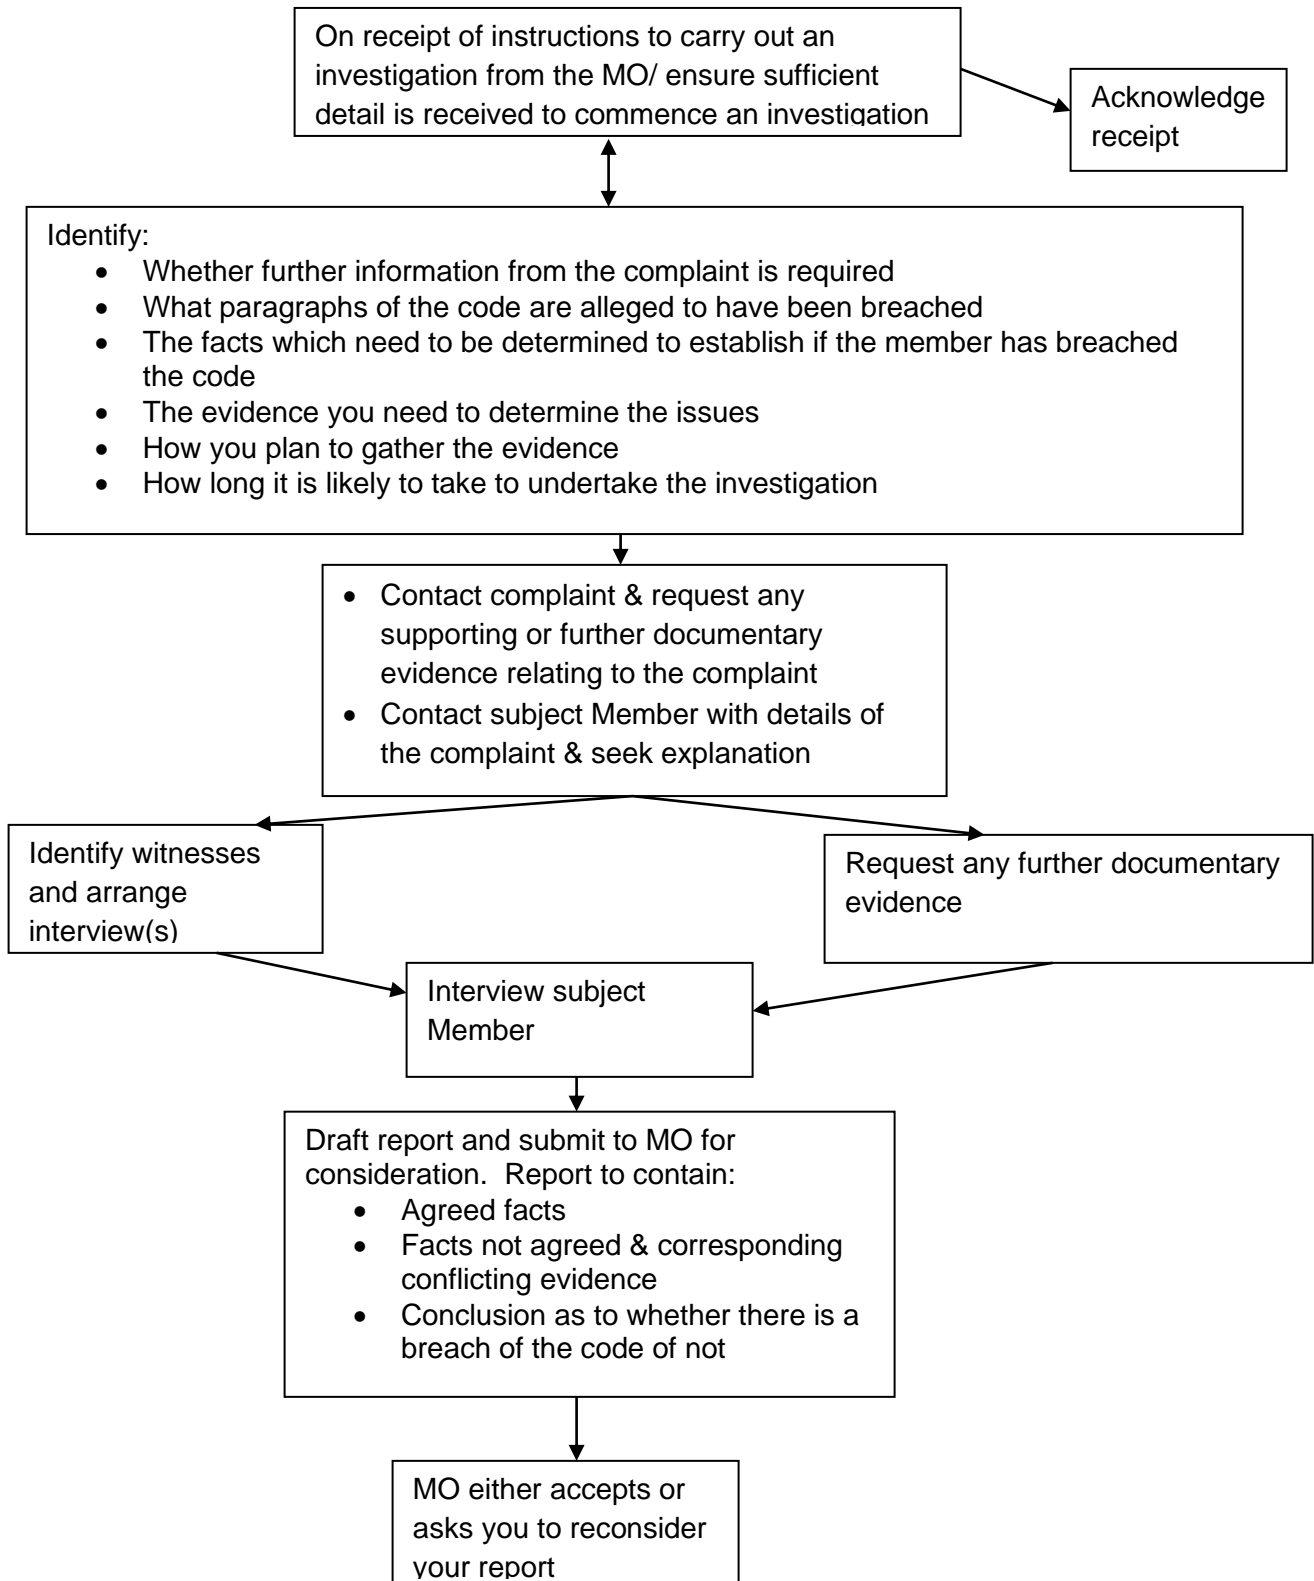 On receipt of instructions to carry out an
investigation from the MO/ ensure sufficient
detail is received to commence an investigation
Acknowledge
receipt
Identify:
• Whether further information from the complaint is required
• What paragraphs of the code are alleged to have been breached
• The facts which need to be determined to establish if the member has breached
the code
• The evidence you need to determine the issues
• How you plan to gather the evidence
• How long it is likely to take to undertake the investigation
• Contact complaint & request any
supporting or further documentary
evidence relating to the complaint
• Contact subject Member with details of
the complaint & seek explanation
Identify witnesses
and arrange
interview(s)
Request any further documentary
evidence
Interview subject
Member
Draft report and submit to MO for
consideration.  Report to contain:
• Agreed facts
• Facts not agreed & corresponding
conflicting evidence
• Conclusion as to whether there is a
breach of the code of not
MO either accepts or
asks you to reconsider
your report